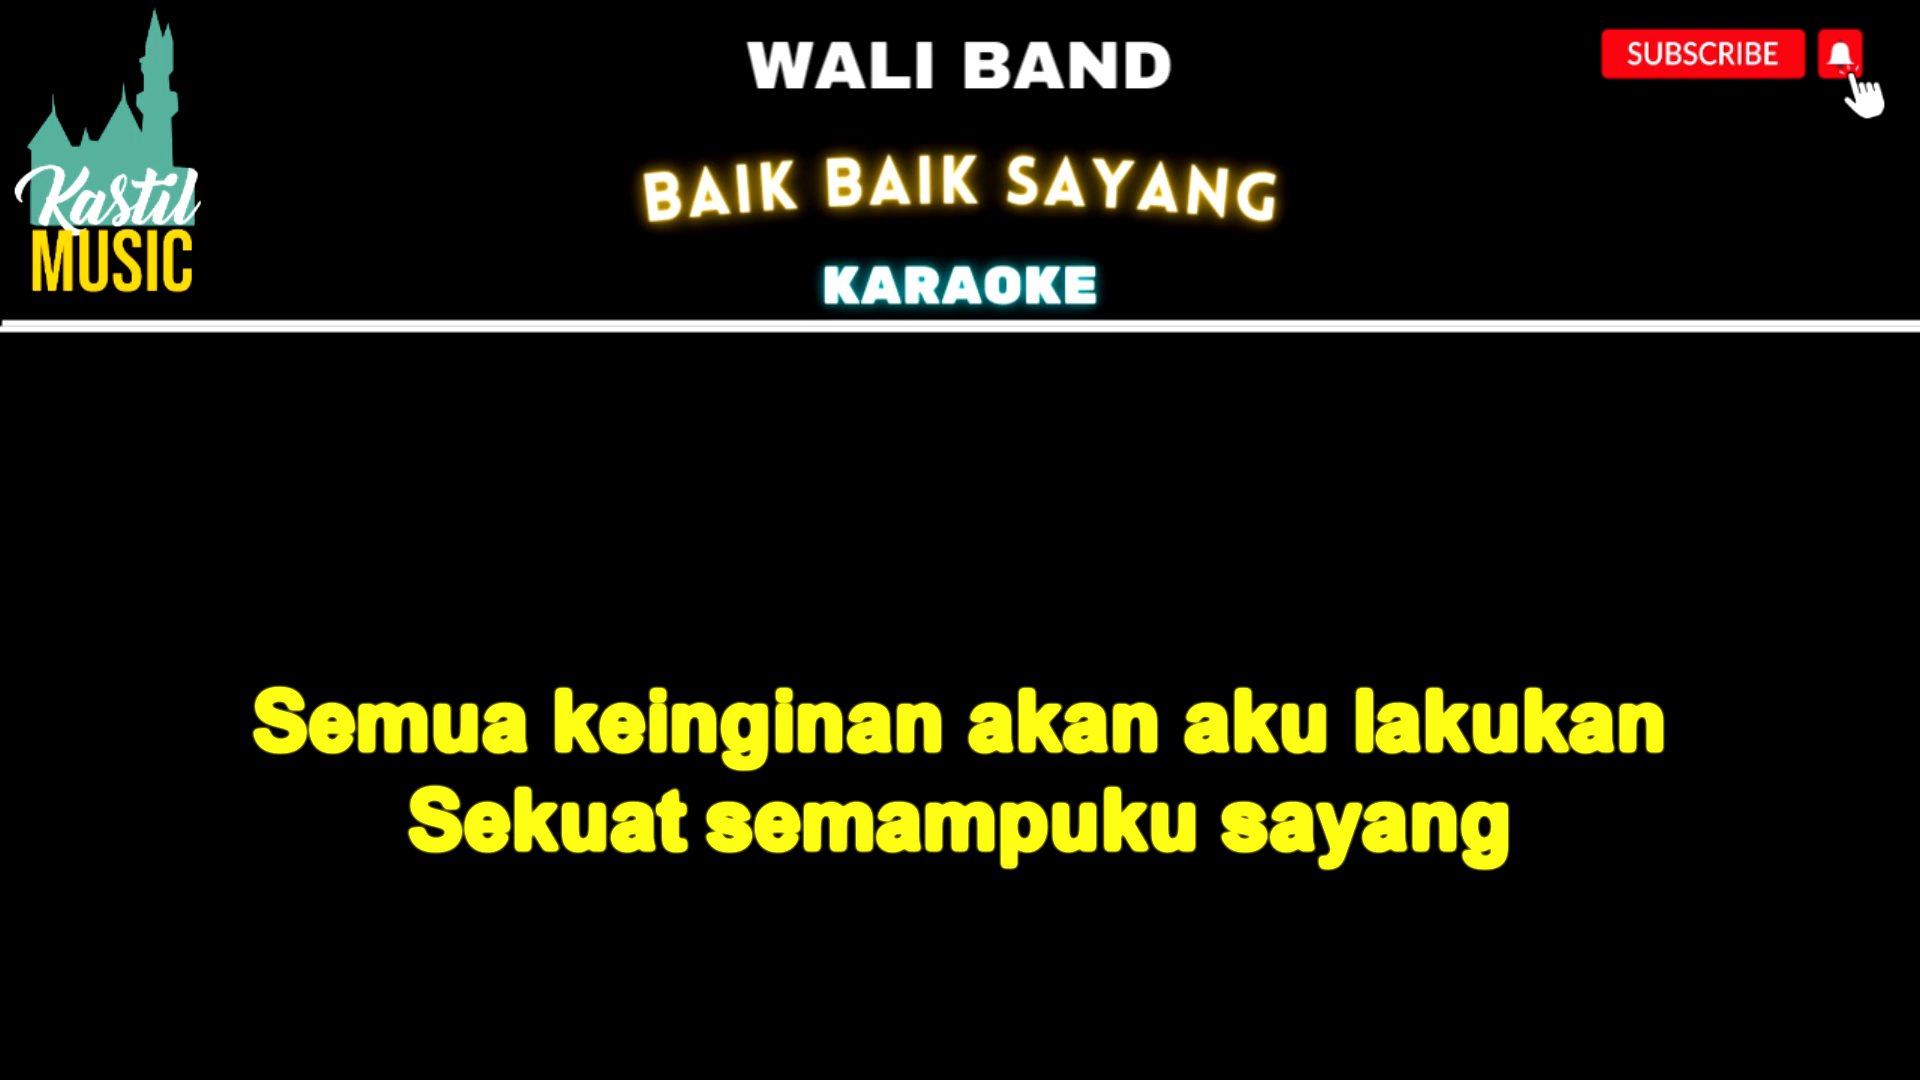 WALI BAND
SUBSCRIBE
BAIK BAIK SAYANG
Kastil
MUSIC
KARAOKE
Semua keinginan akan aku lakukan
Sekuat semampuku sayang